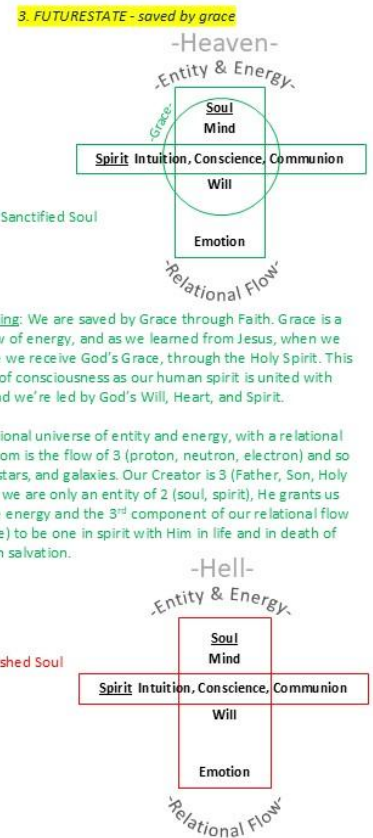 3. FUTURESTATE - saved by grace
-Heaven-
-Entity & Energy-
-Grace-
Soul
Mind
Spirit Intuition, Conscience, Communion
Will
Sanctified Soul
Emotion
-Relational Flow-
ing: We are saved by Grace through Faith. Grace is a
w of energy, and as we learned from Jesus, when we
e we receive God's Grace, through the Holy Spirit. This
of consciousness as our human spirit is united with
nd we're led by God's Will, Heart, and Spirit.
ional universe of entity and energy, with a relational
om is the flow of 3 (proton, neutron, electron) and so
stars, and galaxies. Our Creator is 3 (Father, Son, Holy
we are only an entity of 2 (soul, spirit), He grants us
e energy and the 3rd component of our relational flow
e) to be one in spirit with Him in life and in death of
n salvation.
-Hell-
-Entity & Energy-
Soul
Mind
shed Soul
Spirit Intuition, Conscience, Communion
Will
Emotion
-Relational Flow-